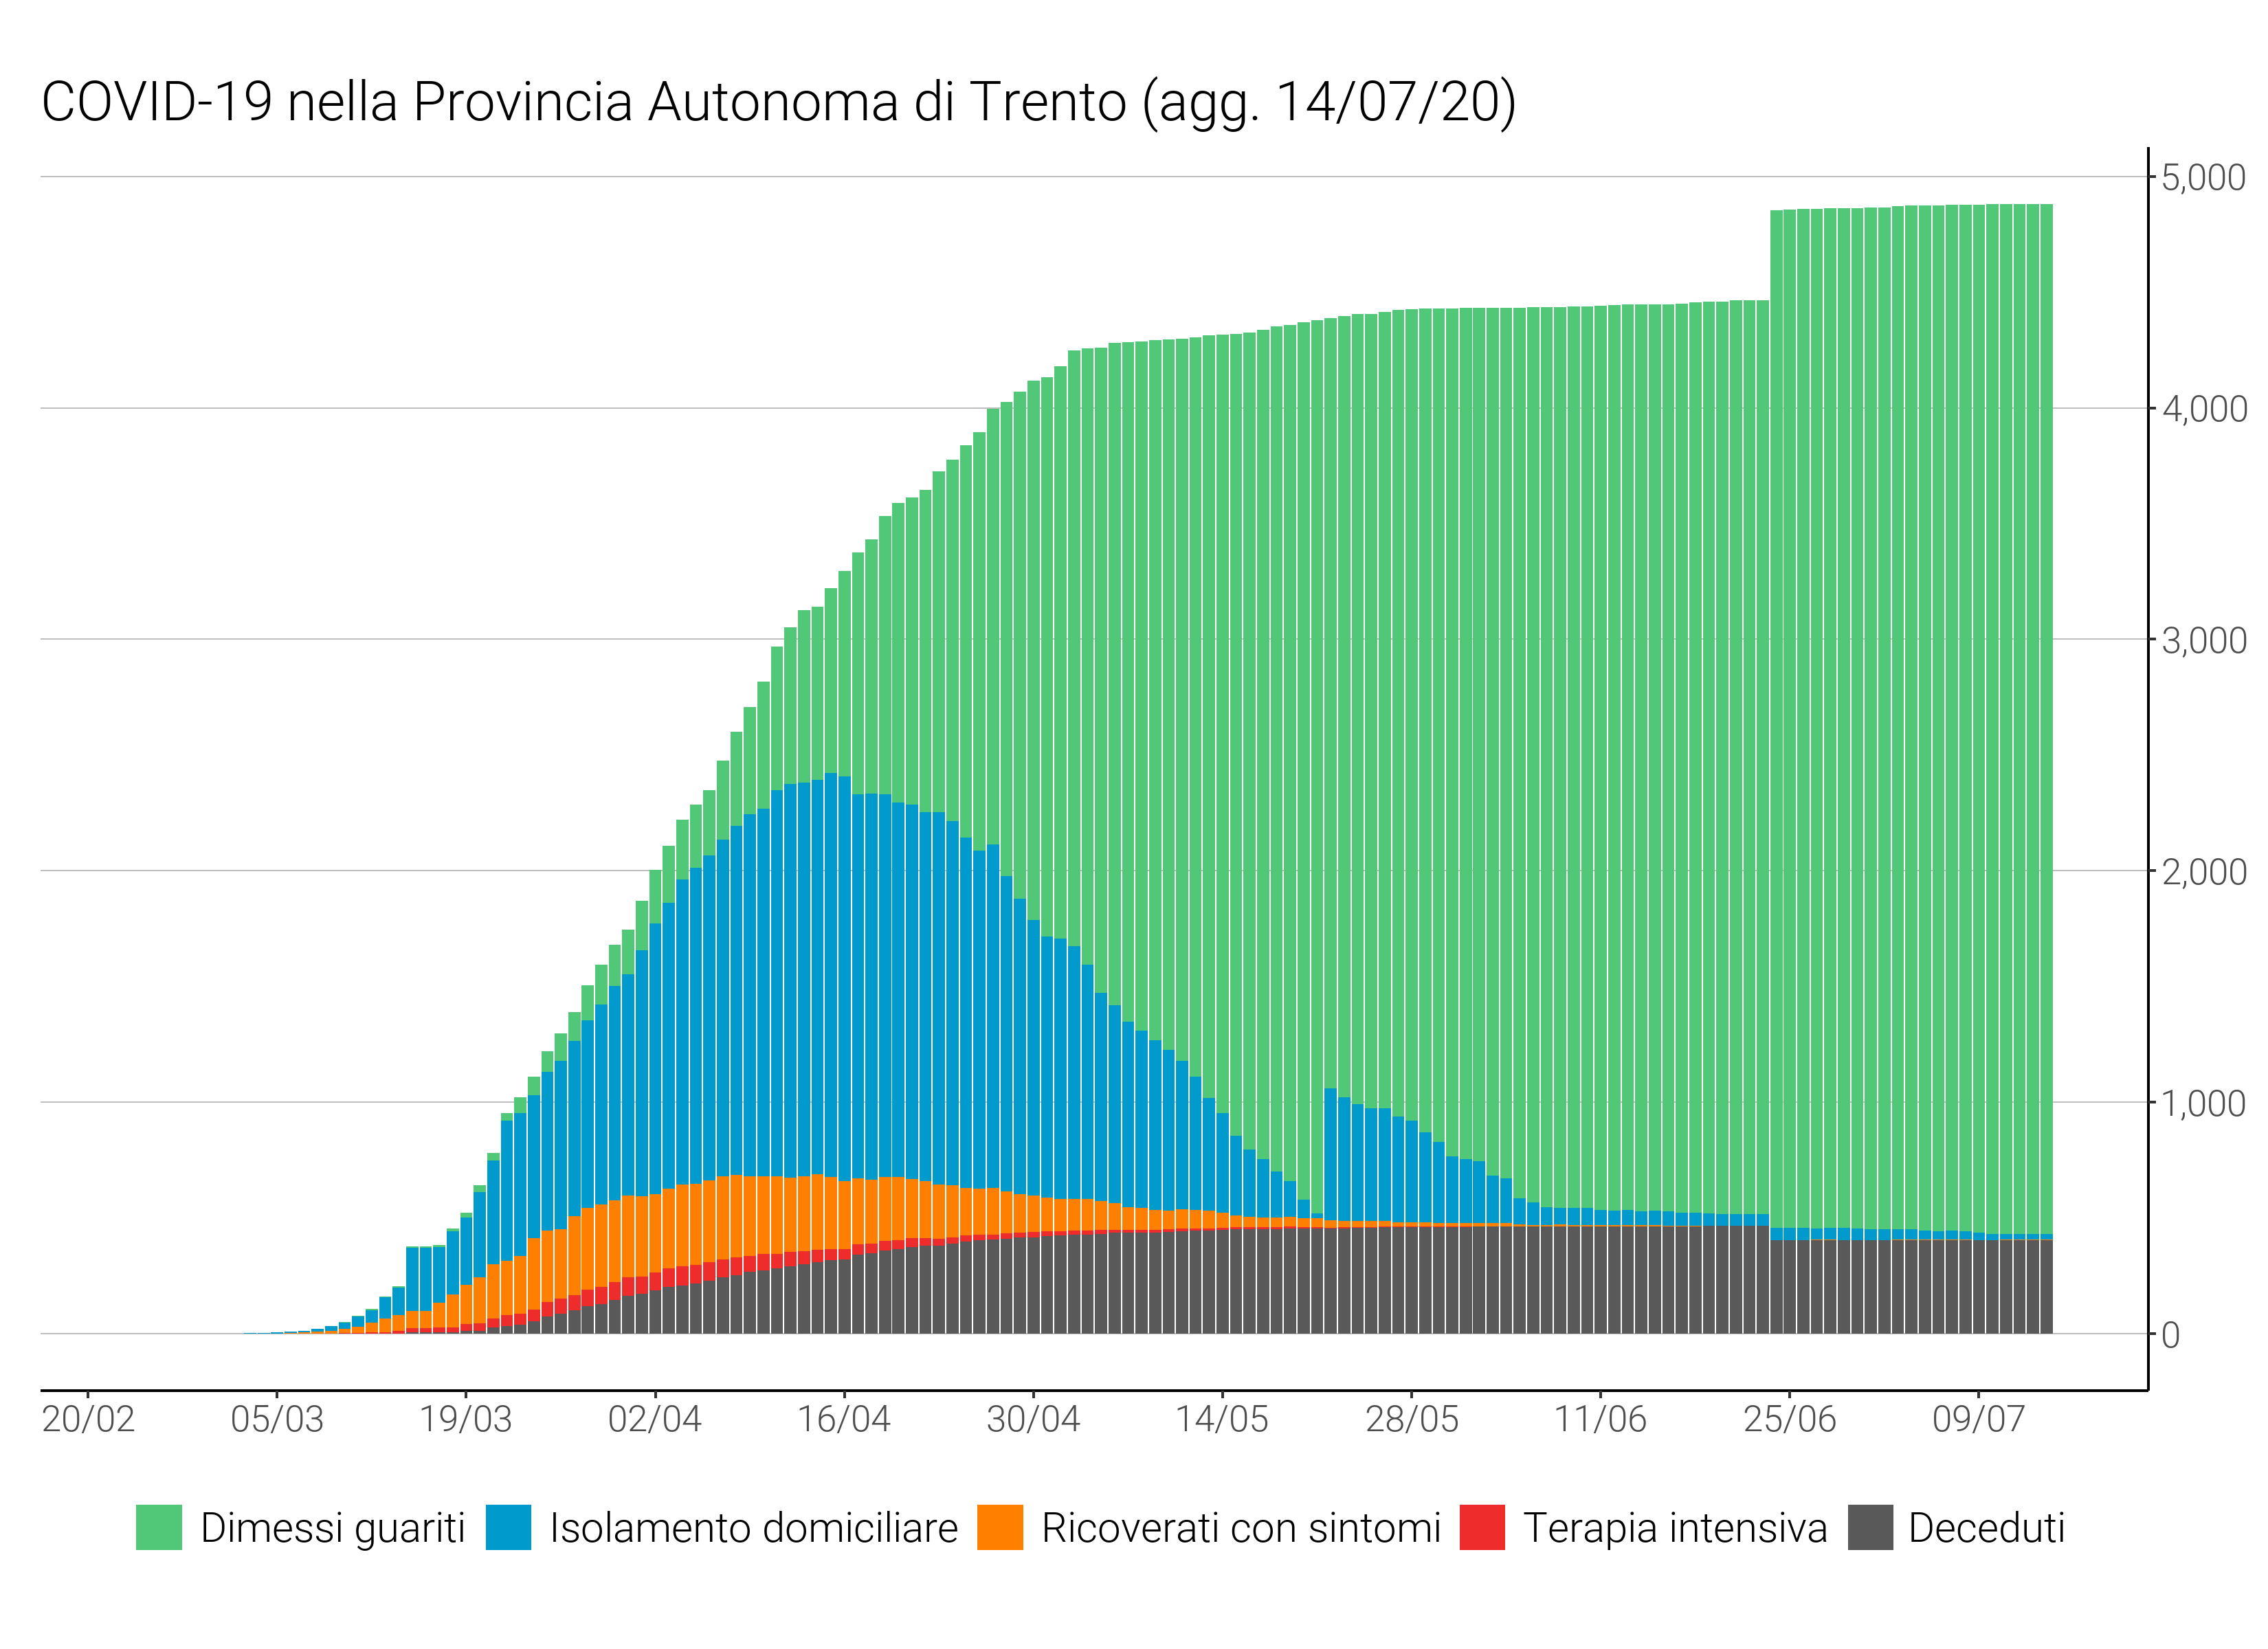 COVID-19 nella Provincia Autonoma di Trento (agg. 14/07/20)
5,000
4,000
3,000
2,000
1,000
0
20/02 05/03 19/03 02/04 16/04 30/04 14/05 28/05 11/06 25/06 09/07
Dimessi guariti Isolamento domiciliare Ricoverati con sintomi Terapia intensiva Deceduti